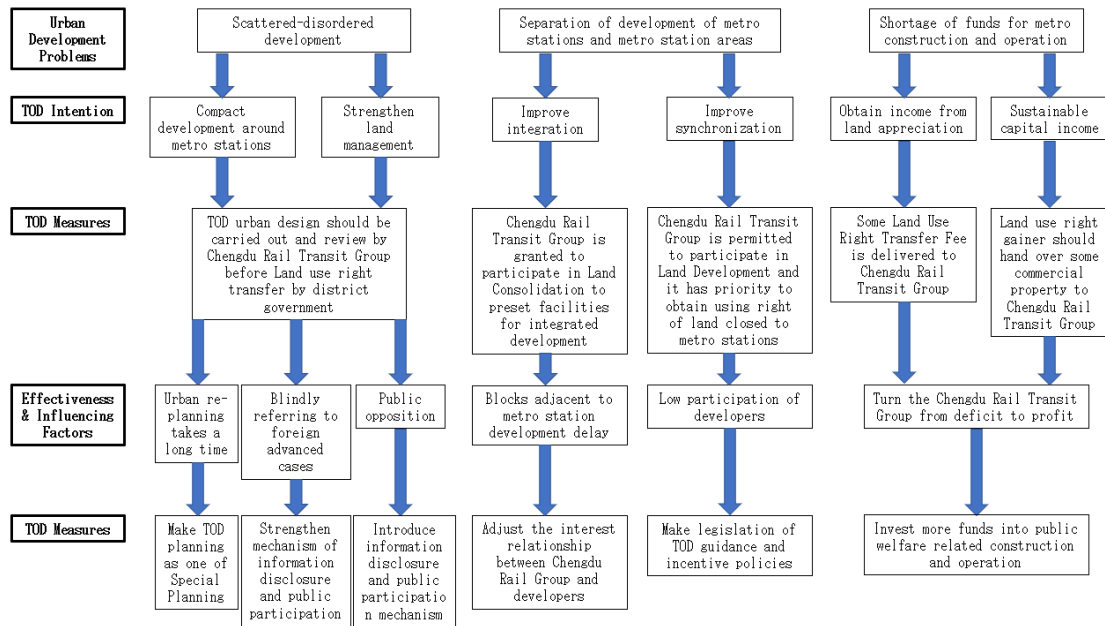 Urban
Development
Problems
Scattered-disordered
development
Separation of development of metro
stations and metro station areas
Shortage of funds for metro
construction and operation
TOD Intention
Compact
development around
metro stations
Strengthen
land
management
Improve
integration
Improve
synchronization
Obtain income from
land appreciation
Sustainable
capital income
TOD Measures
TOD urban design should be
carried out and review by
Chengdu Rail Transit Group
before Land use right
transfer by district
government
Chengdu Rail
Transit Group is
granted to
participate in Land
Consolidation to
preset facilities
for integrated
development
Chengdu Rail Transit
Group is permitted
to participate in
Land Development and
it has priority to
obtain using right
of land closed to
metro stations
Some Land Use
Right Transfer Fee
is delivered to
Chengdu Rail
Transit Group
Land use right
gainer should
hand over some
commercial
property to
Chengdu Rail
Transit Group
Effectiveness
& Influencing
Factors
Urban re-
planning
takes a
long time
Blindly
referring to
foreign
advanced
cases
Public
opposition
Blocks adjacent to
metro station
development delay
Low participation of
developers
Turn the Chengdu Rail Transit
Group from deficit to profit
TOD Measures
Make TOD
planning
as one of
Special
Planning
Strengthen
mechanism of
information
disclosure
and public
participation
Introduce
information
disclosure
and public
participatio
n mechanism
Adjust the interest
relationship
between Chengdu
Rail Group and
developers
Make legislation of
TOD guidance and
incentive policies
Invest more funds into public
welfare related construction
and operation